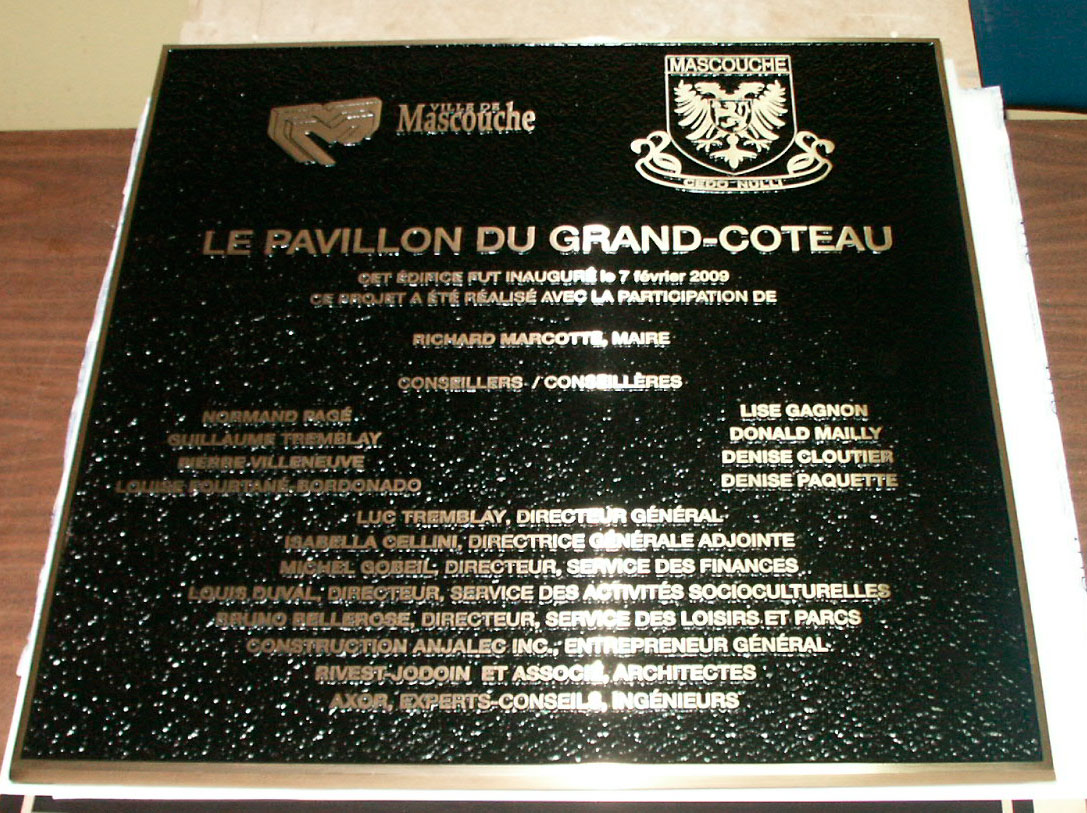 VILLE DE
Mascouche
MASCOUCHE
CEDO NULLI
LE PAVILLON DU GRAND-COTEAU
CET ÉDIFICE FUT INAUGURÉ le 7 février 2009
CE PROJET A ÉTÉ RÉALISÉ AVEC LA PARTICIPATION DE
RICHARD MARCOTTE, MAIRE
CONSEILLERS / CONSEILLÈRES
NORMAND PAGÉ
GUILLAUME TREMBLAY
PIERRE VILLENEUVE
LOUISE FOURTANÉ-BORDONADO
LISE GAGNON
DONALD MAILLY
DENISE CLOUTIER
DENISE PAQUETTE
LUC TREMBLAY, DIRECTEUR GÉNÉRAL
ISABELLA CELLINI, DIRECTRICE GÉNÉRALE ADJOINTE
MICHEL GOBEIL, DIRECTEUR, SERVICE DES FINANCES
LOUIS DUVAL, DIRECTEUR, SERVICE DES ACTIVITÉS SOCIOCULTURELLES
BRUNO BELLEROSE, DIRECTEUR, SERVICE DES LOISIRS ET PARCS
CONSTRUCTION ANJALEC INC., ENTREPRENEUR GÉNÉRAL
RIVEST-JODOIN ET ASSOCIÉ, ARCHITECTES
AXOR, EXPERTS-CONSEILS, INGÉNIEURS